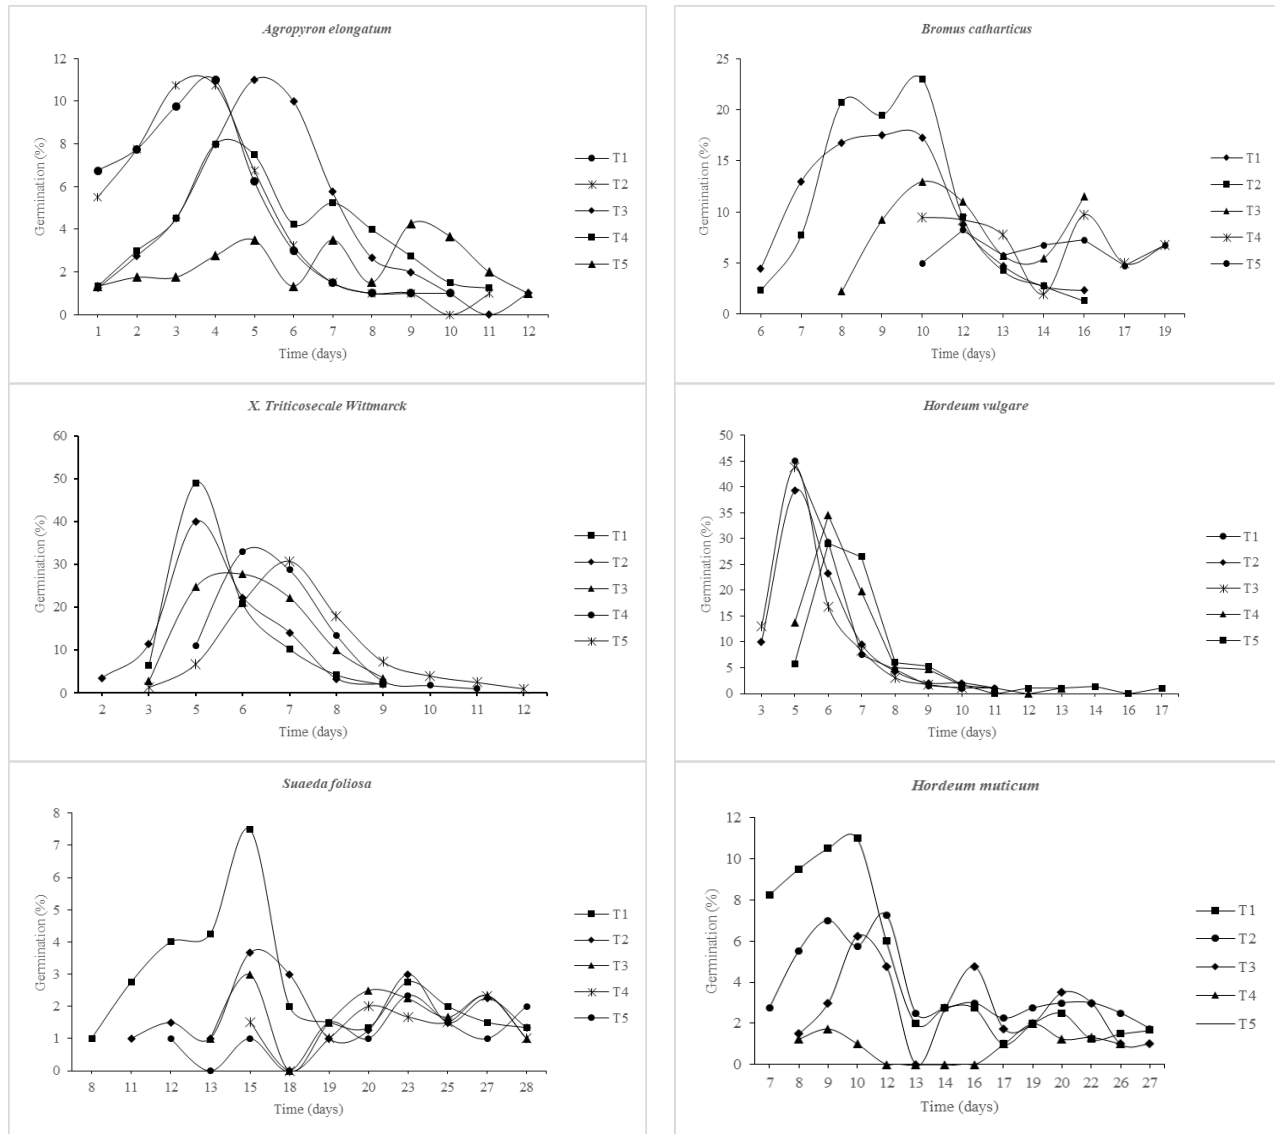 Agropyron elongatum
12
10
8
6
4
2
0
Germination (%)
1 2 3 4 5 6 7 8 9 10 11 12
Time (days)
T1
T2
T3
T4
T5
Bromus catharticus
25
20
15
10
5
0
Germination (%)
6 7 8 9 10 12 13 14 16 17 19
Time (days)
T1
T2
T3
T4
T5
X. Triticosecale Wittmarck
60
50
40
30
20
10
0
Germination (%)
2 3 5 6 7 8 9 10 11 12
Time (days)
T1
T2
T3
T4
T5
Hordeum vulgare
50
45
40
35
30
25
20
15
10
5
0
Germination (%)
3 5 6 7 8 9 10 11 12 13 14 16 17
Time (days)
T1
T2
T3
T4
T5
Suaeda foliosa
8
7
6
5
4
3
2
1
0
Germination (%)
8 11 12 13 15 18 19 20 23 25 27 28
Time (days)
T1
T2
T3
T4
T5
Hordeum muticum
12
10
8
6
4
2
0
Germination (%)
7 8 9 10 12 13 14 16 17 19 20 22 26 27
Time (days)
T1
T2
T3
T4
T5